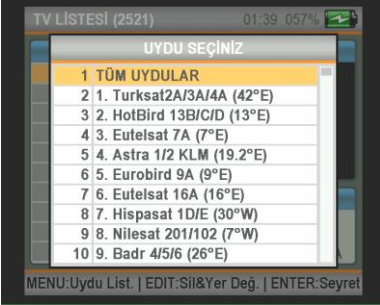 TV LİSTESİ (2521) 01:39 057%
UYDU SEÇİNİZ
1 TÜM UYDULAR
2 1. Turksat2A/3A/4A (42°E)
3 2. HotBird 13B/C/D (13°E)
4 3. Eutelsat 7A (7°E)
5 4. Astra 1/2 KLM (19.2°E)
6 5. Eurobird 9A (9°E)
7 6. Eutelsat 16A (16°E)
8 7. Hispasat 1D/E (30°W)
9 8. Nilesat 201/102 (7°W)
10 9. Badr 4/5/6 (26°E)
MENU:Uydu List. | EDIT:Sil&Yer Değ. | ENTER:Seyret